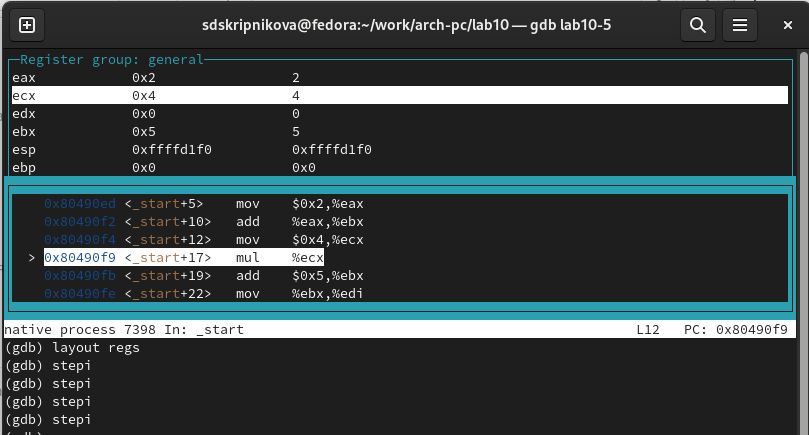 sdskripnikova@fedora:~/work/arch-pc/lab10 — gdb lab10-5
Register group: general
eax 0x2 2
ecx 0x4 4
edx 0x0 0
ebx 0x5 5
esp 0xffffd1f0 0xffffd1f0
ebp 0x0 0x0
0x80490ed <_start+5> mov $0x2,%eax
0x80490f2 <_start+10> add %eax,%ebx
0x80490f4 <_start+12> mov $0x4,%ecx
> 0x80490f9 <_start+17> mul %ecx
0x80490fb <_start+19> add $0x5,%ebx
0x80490fe <_start+22> mov %ebx,%edi
native process 7398 In: _start L12 PC: 0x80490f9
(gdb) layout regs
(gdb) stepi
(gdb) stepi
(gdb) stepi
(gdb) stepi